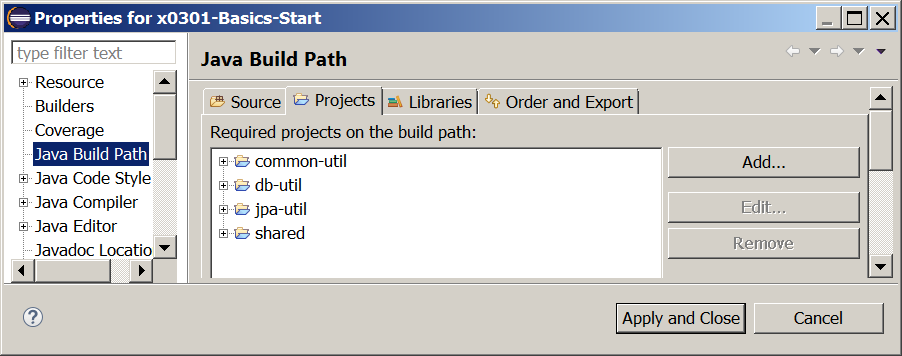 Properties for x0301-Basics-Start
type filter text
Resource
Builders
Coverage
Java Build Path
Java Code Style
Java Compiler
Java Editor
Javadoc Locatio
Java Build Path
Source
Projects
Libraries
Order and Export
Required projects on the build path:
common-util
db-util
jpa-util
shared
Add...
Edit...
Remove
?
Apply and Close
Cancel